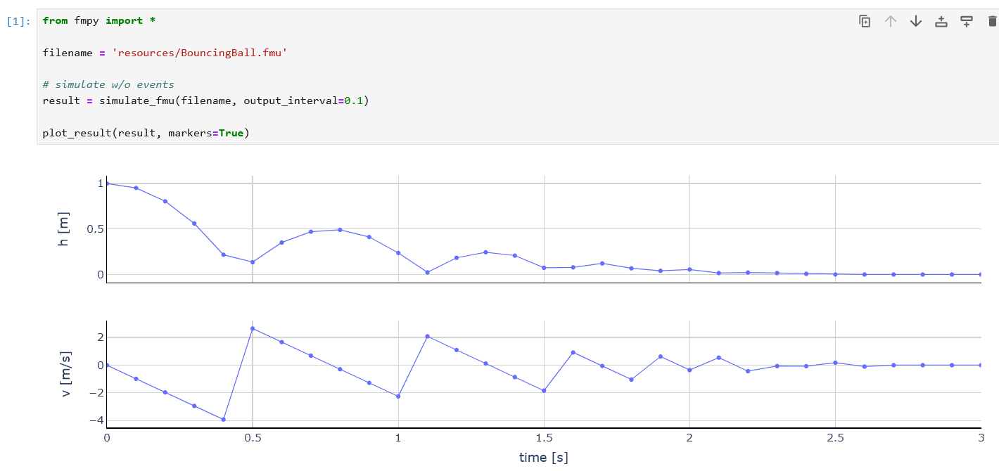 [1]:
from fmpy import *
filename = 'resources/BouncingBall.fmu'
# simulate w/o events
result = simulate_fmu(filename, output_interval=0.1)
plot_result(result, markers=True)
1
0.5
0
h [m]
2
0
−2
−4
v [m/s]
0 0.5 1 1.5 2 2.5 3
time [s]